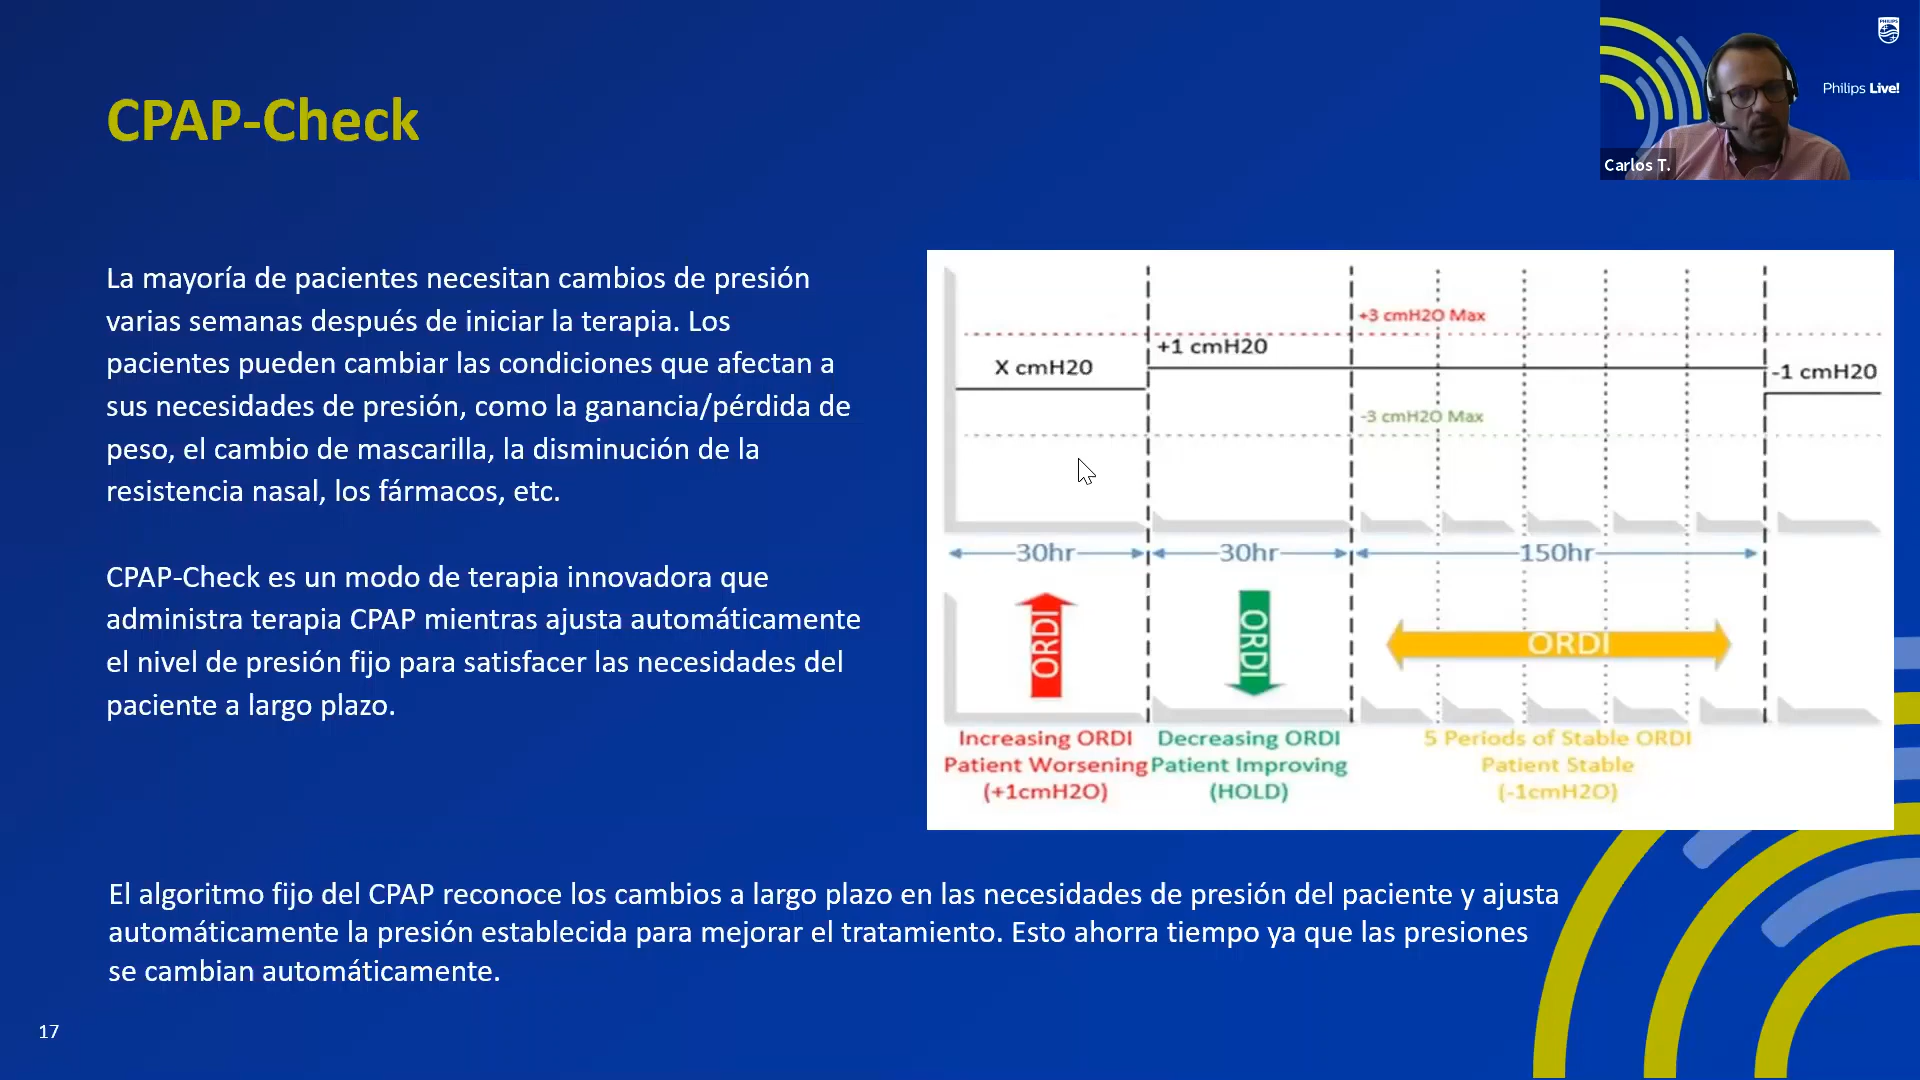 CPAP-Check
PHILIPS
Philips Live!
Carlos T.
La mayoría de pacientes necesitan cambios de presión
varias semanas después de iniciar la terapia. Los
pacientes pueden cambiar las condiciones que afectan a
sus necesidades de presión, como la ganancia/pérdida de
peso, el cambio de mascarilla, la disminución de la
resistencia nasal, los fármacos, etc.
CPAP-Check es un modo de terapia innovadora que
administra terapia CPAP mientras ajusta automáticamente
el nivel de presión fijo para satisfacer las necesidades del
paciente a largo plazo.
+3 cmH2O Max
X cmH20
+1 cmH20
-1 cmH20
-3 cmH2O Max
30hr
30hr
150hr
ORDI
ORDI
ORDI
Increasing ORDI
Patient Worsening
(+1cmH2O)
Decreasing ORDI
Patient Improving
(HOLD)
5 Periods of Stable ORDI
Patient Stable
(-1cmH2O)
El algoritmo fijo del CPAP reconoce los cambios a largo plazo en las necesidades de presión del paciente y ajusta
automáticamente la presión establecida para mejorar el tratamiento. Esto ahorra tiempo ya que las presiones
se cambian automáticamente.
17